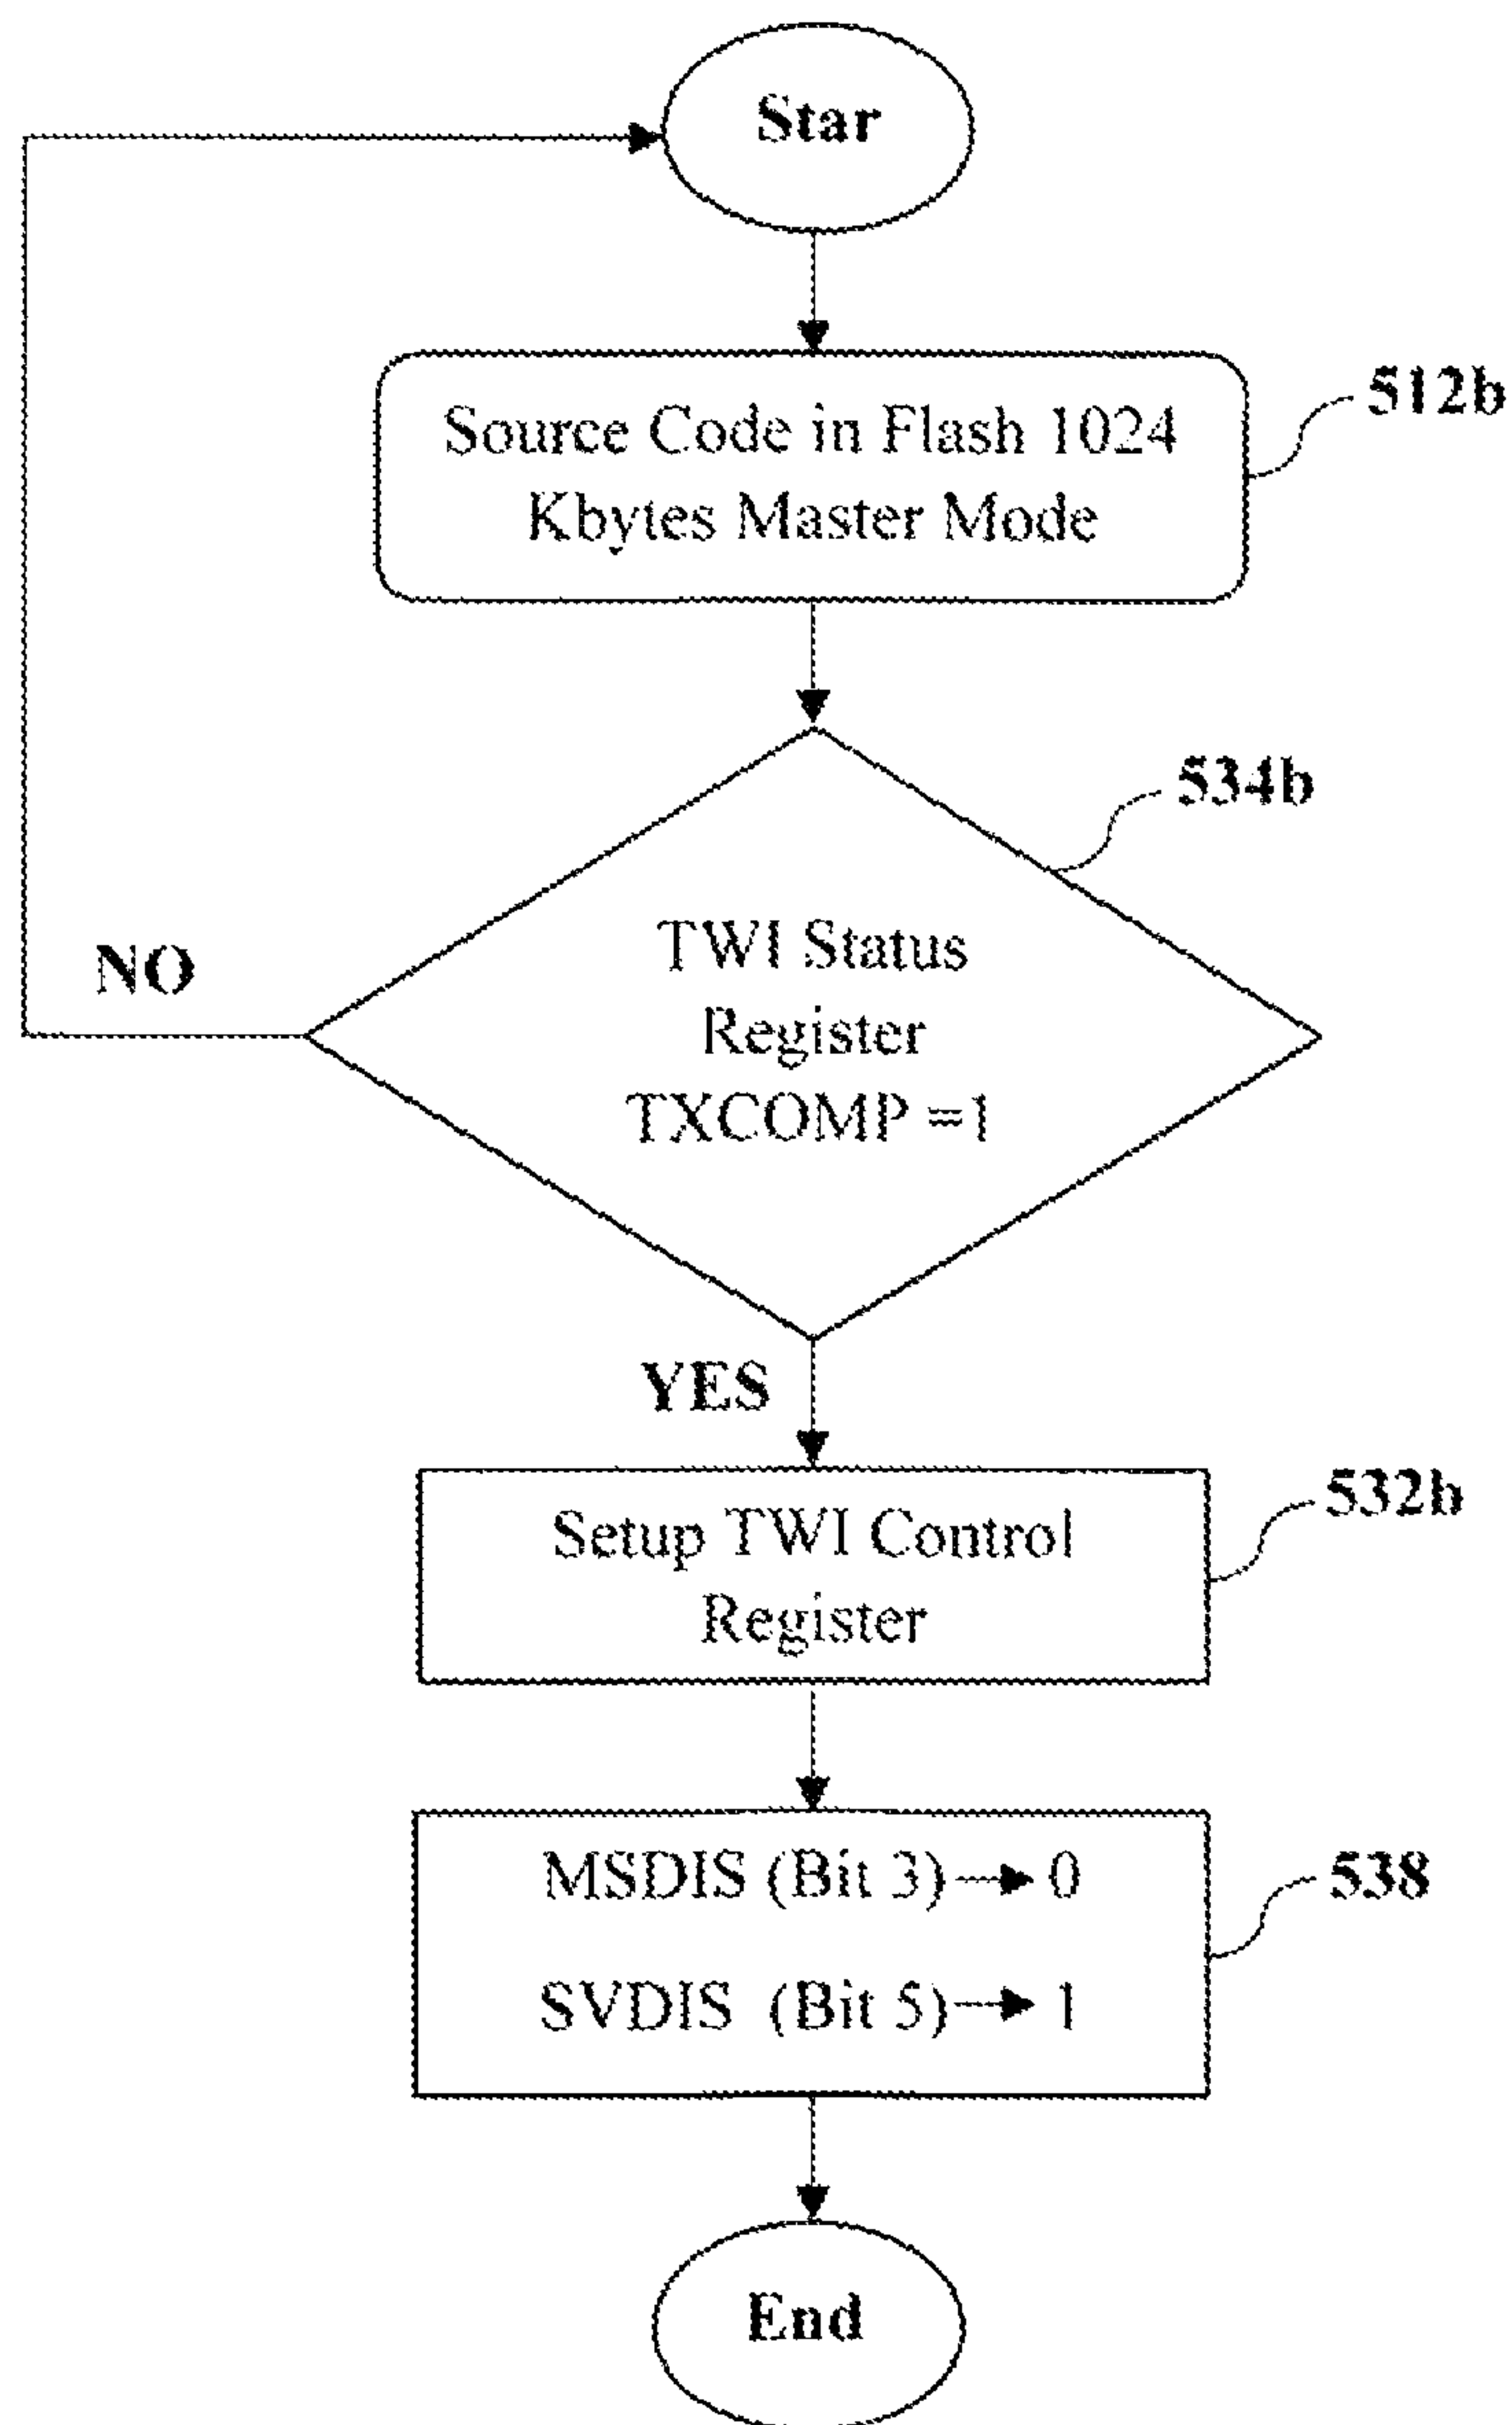 Star
Source Code in Flash 1024
Kbytes Master Mode
512b
534b
TWI Status
Register
TXCOMP =1
NO
YES
Setup TWI Control
Register
532b
MSDIS (Bit 3)→ 0
SVDIS (Bit 5)→ 1
538
End